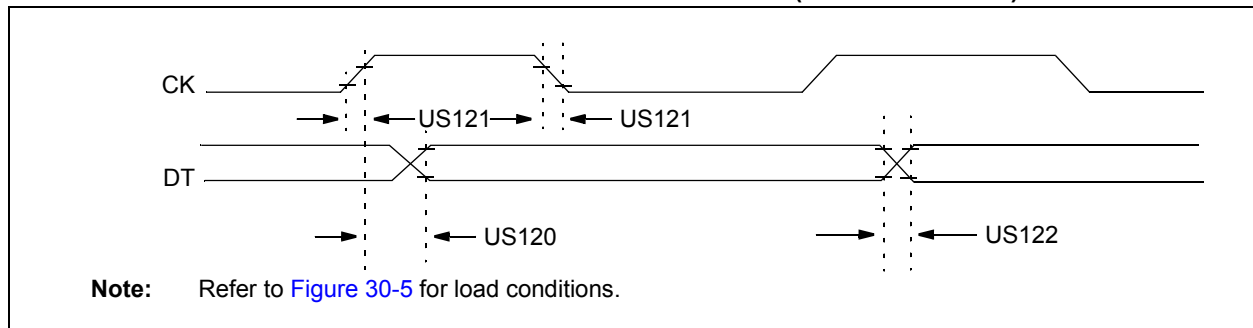 CK
US121 US121
DT
US120 US122
Note: Refer to Figure 30-5 for load conditions.